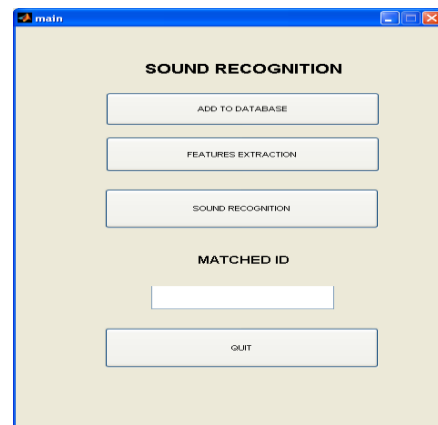 main
SOUND RECOGNITION
ADD TO DATABASE
FEATURES EXTRACTION
SOUND RECOGNITION
MATCHED ID
QUIT